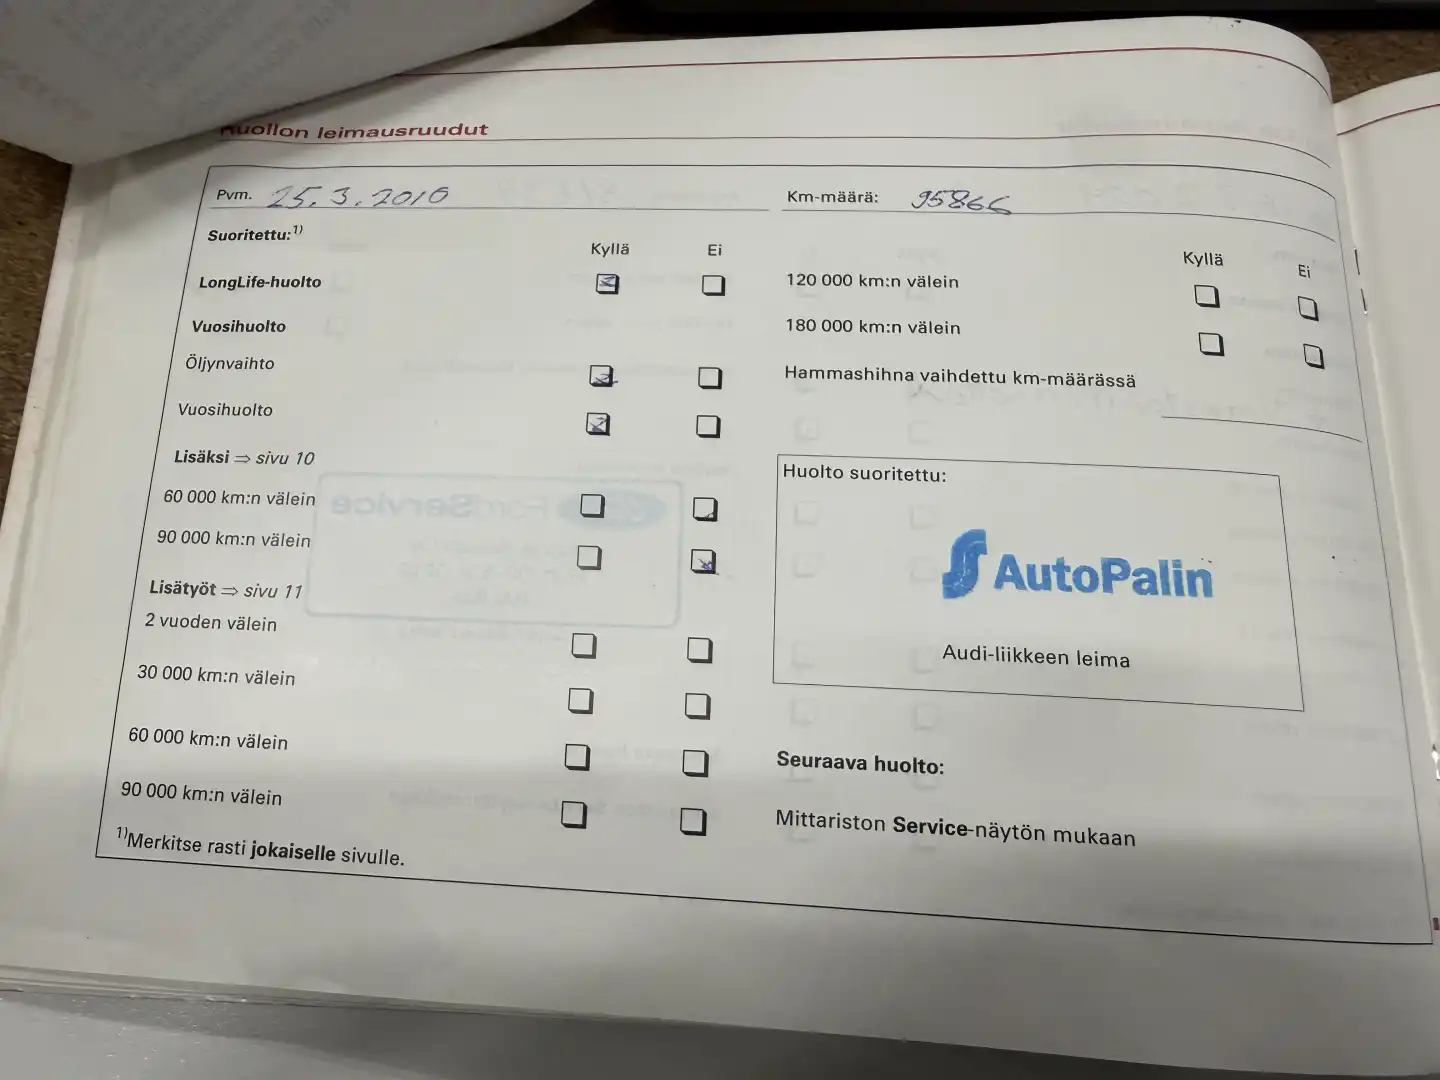 Huollon leimausruudut
Pvm. 25.3.2010
Km-määrä: 95866
Suoritettu:1)
Kyllä Ei
LongLife-huolto
Vuosihuolto
Öljynvaihto
Vuosihuolto
Lisäksi ⇒ sivu 10
60 000 km:n välein
90 000 km:n välein
Lisätyöt ⇒ sivu 11
2 vuoden välein
30 000 km:n välein
60 000 km:n välein
90 000 km:n välein
1)Merkitse rasti jokaiselle sivulle.
Kyllä Ei
120 000 km:n välein
180 000 km:n välein
Hammashihna vaihdettu km-määrässä
Huolto suoritettu:
AutoPalin
Audi-liikkeen leima
Seuraava huolto:
Mittariston Service-näytön mukaan